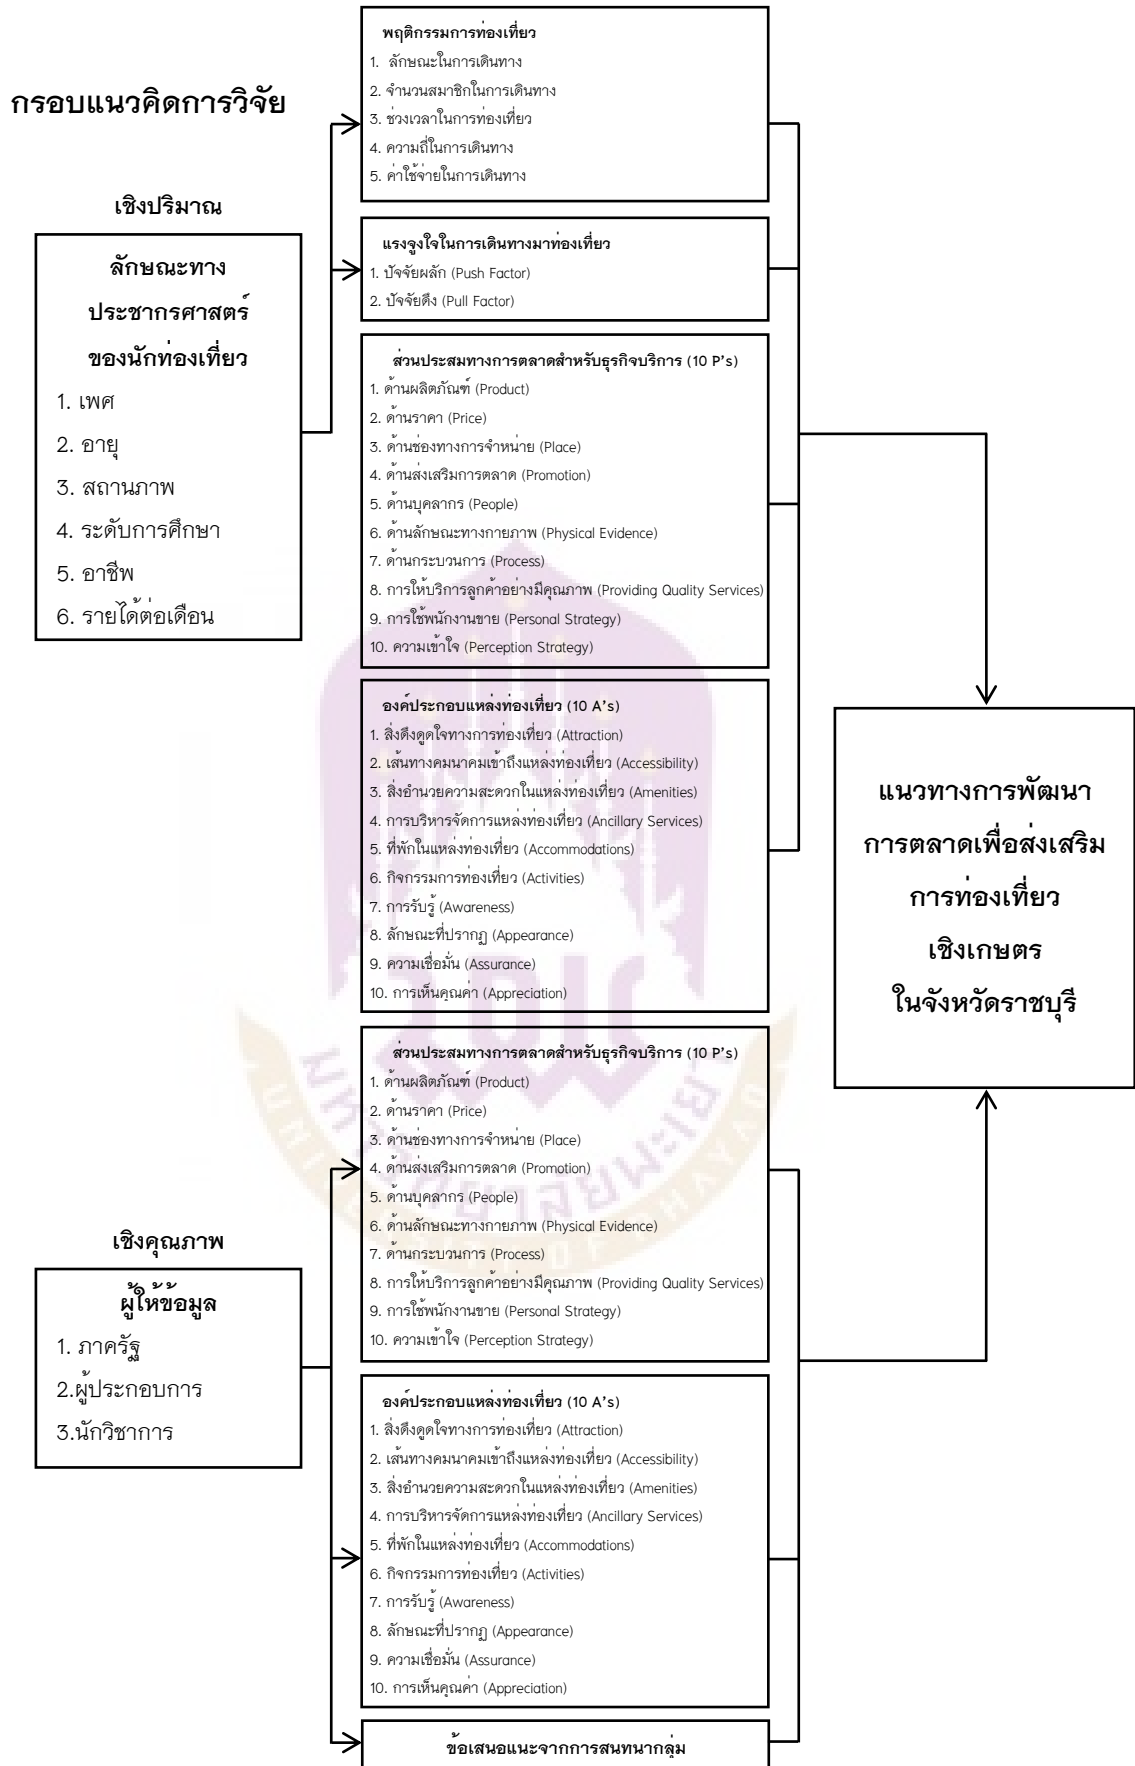 กรอบแนวคิดการวิจัย
เชิงปริมาณ
ลักษณะทาง
ประชากรศาสตร์
ของนักท่องเที่ยว
1. เพศ
2. อายุ
3. สถานภาพ
4. ระดับการศึกษา
5. อาชีพ
6. รายได้ต่อเดือน
พฤติกรรมการท่องเที่ยว
1. ลักษณะในการเดินทาง
2. จำนวนสมาชิกในการเดินทาง
3. ช่วงเวลาในการท่องเที่ยว
4. ความถี่ในการเดินทาง
5. ค่าใช้จ่ายในการเดินทาง
แรงจูงใจในการเดินทางมาท่องเที่ยว
1. ปัจจัยผลัก (Push Factor)
2. ปัจจัยดึง (Pull Factor)
ส่วนประสมทางการตลาดสำหรับธุรกิจบริการ (10 P's)
1. ด้านผลิตภัณฑ์ (Product)
2. ด้านราคา (Price)
3. ด้านช่องทางการจำหน่าย (Place)
4. ด้านส่งเสริมการตลาด (Promotion)
5. ด้านบุคลากร (People)
6. ด้านลักษณะทางกายภาพ (Physical Evidence)
7. ด้านกระบวนการ (Process)
8. การให้บริการลูกค้าอย่างมีคุณภาพ (Providing Quality Services)
9. การใช้พนักงานขาย (Personal Strategy)
10. ความเข้าใจ (Perception Strategy)
องค์ประกอบแหล่งท่องเที่ยว (10 A's)
1. สิ่งดึงดูดใจทางการท่องเที่ยว (Attraction)
2. เส้นทางคมนาคมเข้าถึงแหล่งท่องเที่ยว (Accessibility)
3. สิ่งอำนวยความสะดวกในแหล่งท่องเที่ยว (Amenities)
4. การบริหารจัดการแหล่งท่องเที่ยว (Ancillary Services)
5. ที่พักในแหล่งท่องเที่ยว (Accommodations)
6. กิจกรรมการท่องเที่ยว (Activities)
7. การรับรู้ (Awareness)
8. ลักษณะที่ปรากฏ (Appearance)
9. ความเชื่อมั่น (Assurance)
10. การเห็นคุณค่า (Appreciation)
แนวทางการพัฒนา
การตลาดเพื่อส่งเสริม
การท่องเที่ยว
เชิงเกษตร
ในจังหวัดราชบุรี
เชิงคุณภาพ
ผู้ให้ข้อมูล
1. ภาครัฐ
2.ผู้ประกอบการ
3.นักวิชาการ
ส่วนประสมทางการตลาดสำหรับธุรกิจบริการ (10 P's)
1. ด้านผลิตภัณฑ์ (Product)
2. ด้านราคา (Price)
3. ด้านช่องทางการจำหน่าย (Place)
4. ด้านส่งเสริมการตลาด (Promotion)
5. ด้านบุคลากร (People)
6. ด้านลักษณะทางกายภาพ (Physical Evidence)
7. ด้านกระบวนการ (Process)
8. การให้บริการลูกค้าอย่างมีคุณภาพ (Providing Quality Services)
9. การใช้พนักงานขาย (Personal Strategy)
10. ความเข้าใจ (Perception Strategy)
องค์ประกอบแหล่งท่องเที่ยว (10 A's)
1. สิ่งดึงดูดใจทางการท่องเที่ยว (Attraction)
2. เส้นทางคมนาคมเข้าถึงแหล่งท่องเที่ยว (Accessibility)
3. สิ่งอำนวยความสะดวกในแหล่งท่องเที่ยว (Amenities)
4. การบริหารจัดการแหล่งท่องเที่ยว (Ancillary Services)
5. ที่พักในแหล่งท่องเที่ยว (Accommodations)
6. กิจกรรมการท่องเที่ยว (Activities)
7. การรับรู้ (Awareness)
8. ลักษณะที่ปรากฏ (Appearance)
9. ความเชื่อมั่น (Assurance)
10. การเห็นคุณค่า (Appreciation)
ข้อเสนอแนะจากการสนทนากลุ่ม
มหาวิทยาลัยพะเยา
UNIVERSITY OF PHAYAO